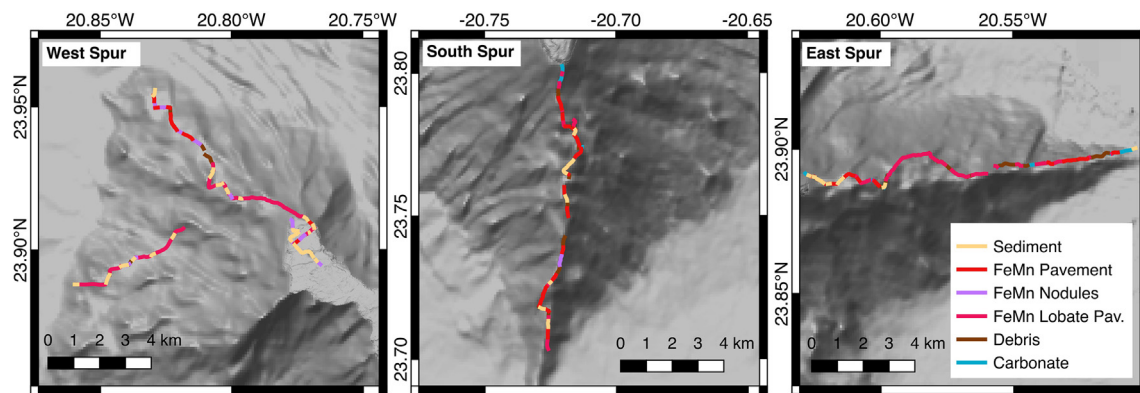 20.85°W 20.80°W 20.75°W
-20.75 -20.70 -20.65
20.60°W 20.55°W
West Spur
23.95°N
23.90°N
0 1 2 3 4 km
South Spur
23.80
23.75
23.70
0 1 2 3 4 km
East Spur
23.90°N
23.85°N
0 1 2 3 4 km
Sediment
FeMn Pavement
FeMn Nodules
FeMn Lobate Pav.
Debris
Carbonate